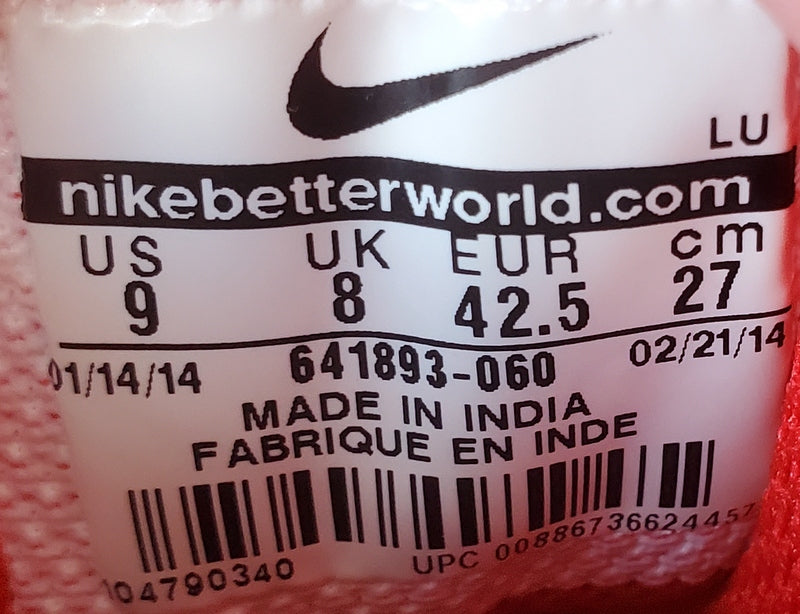 LU
nikebetterworld.com
US UK EUR cm
9 8 42.5 27
01/14/14 641893-060 02/21/14
MADE IN INDIA
FABRIQUE EN INDE
104790340 UPC 00886736624457